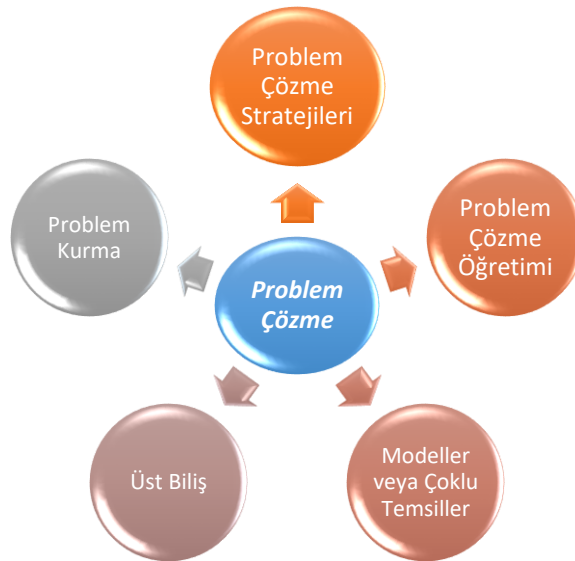 Problem
Çözme
Stratejileri
Problem
Kurma
Problem
Çözme
Öğretimi
Problem
Çözme
Üst Biliş
Modeller
veya Çoklu
Temsiller